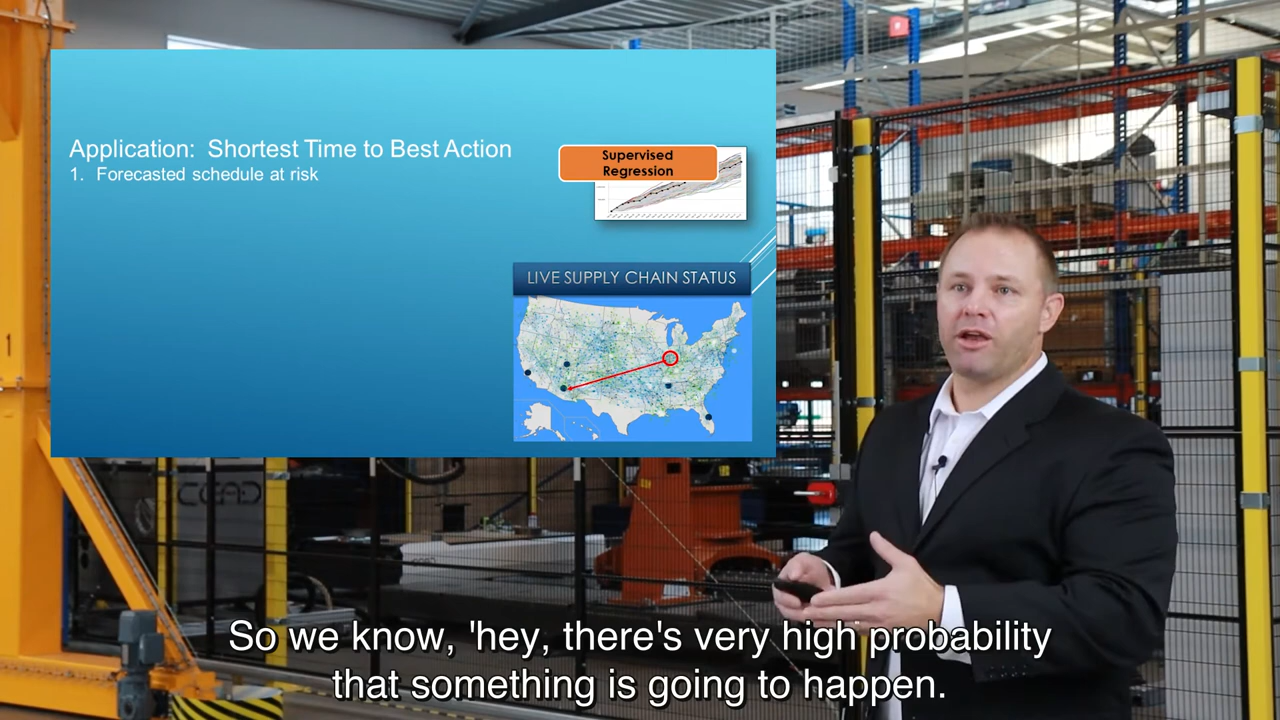 Application:  Shortest Time to Best Action
1.  Forecasted schedule at risk
Supervised
Regression
LIVE SUPPLY CHAIN STATUS
So we know, 'hey, there's very high probability
that something is going to happen.